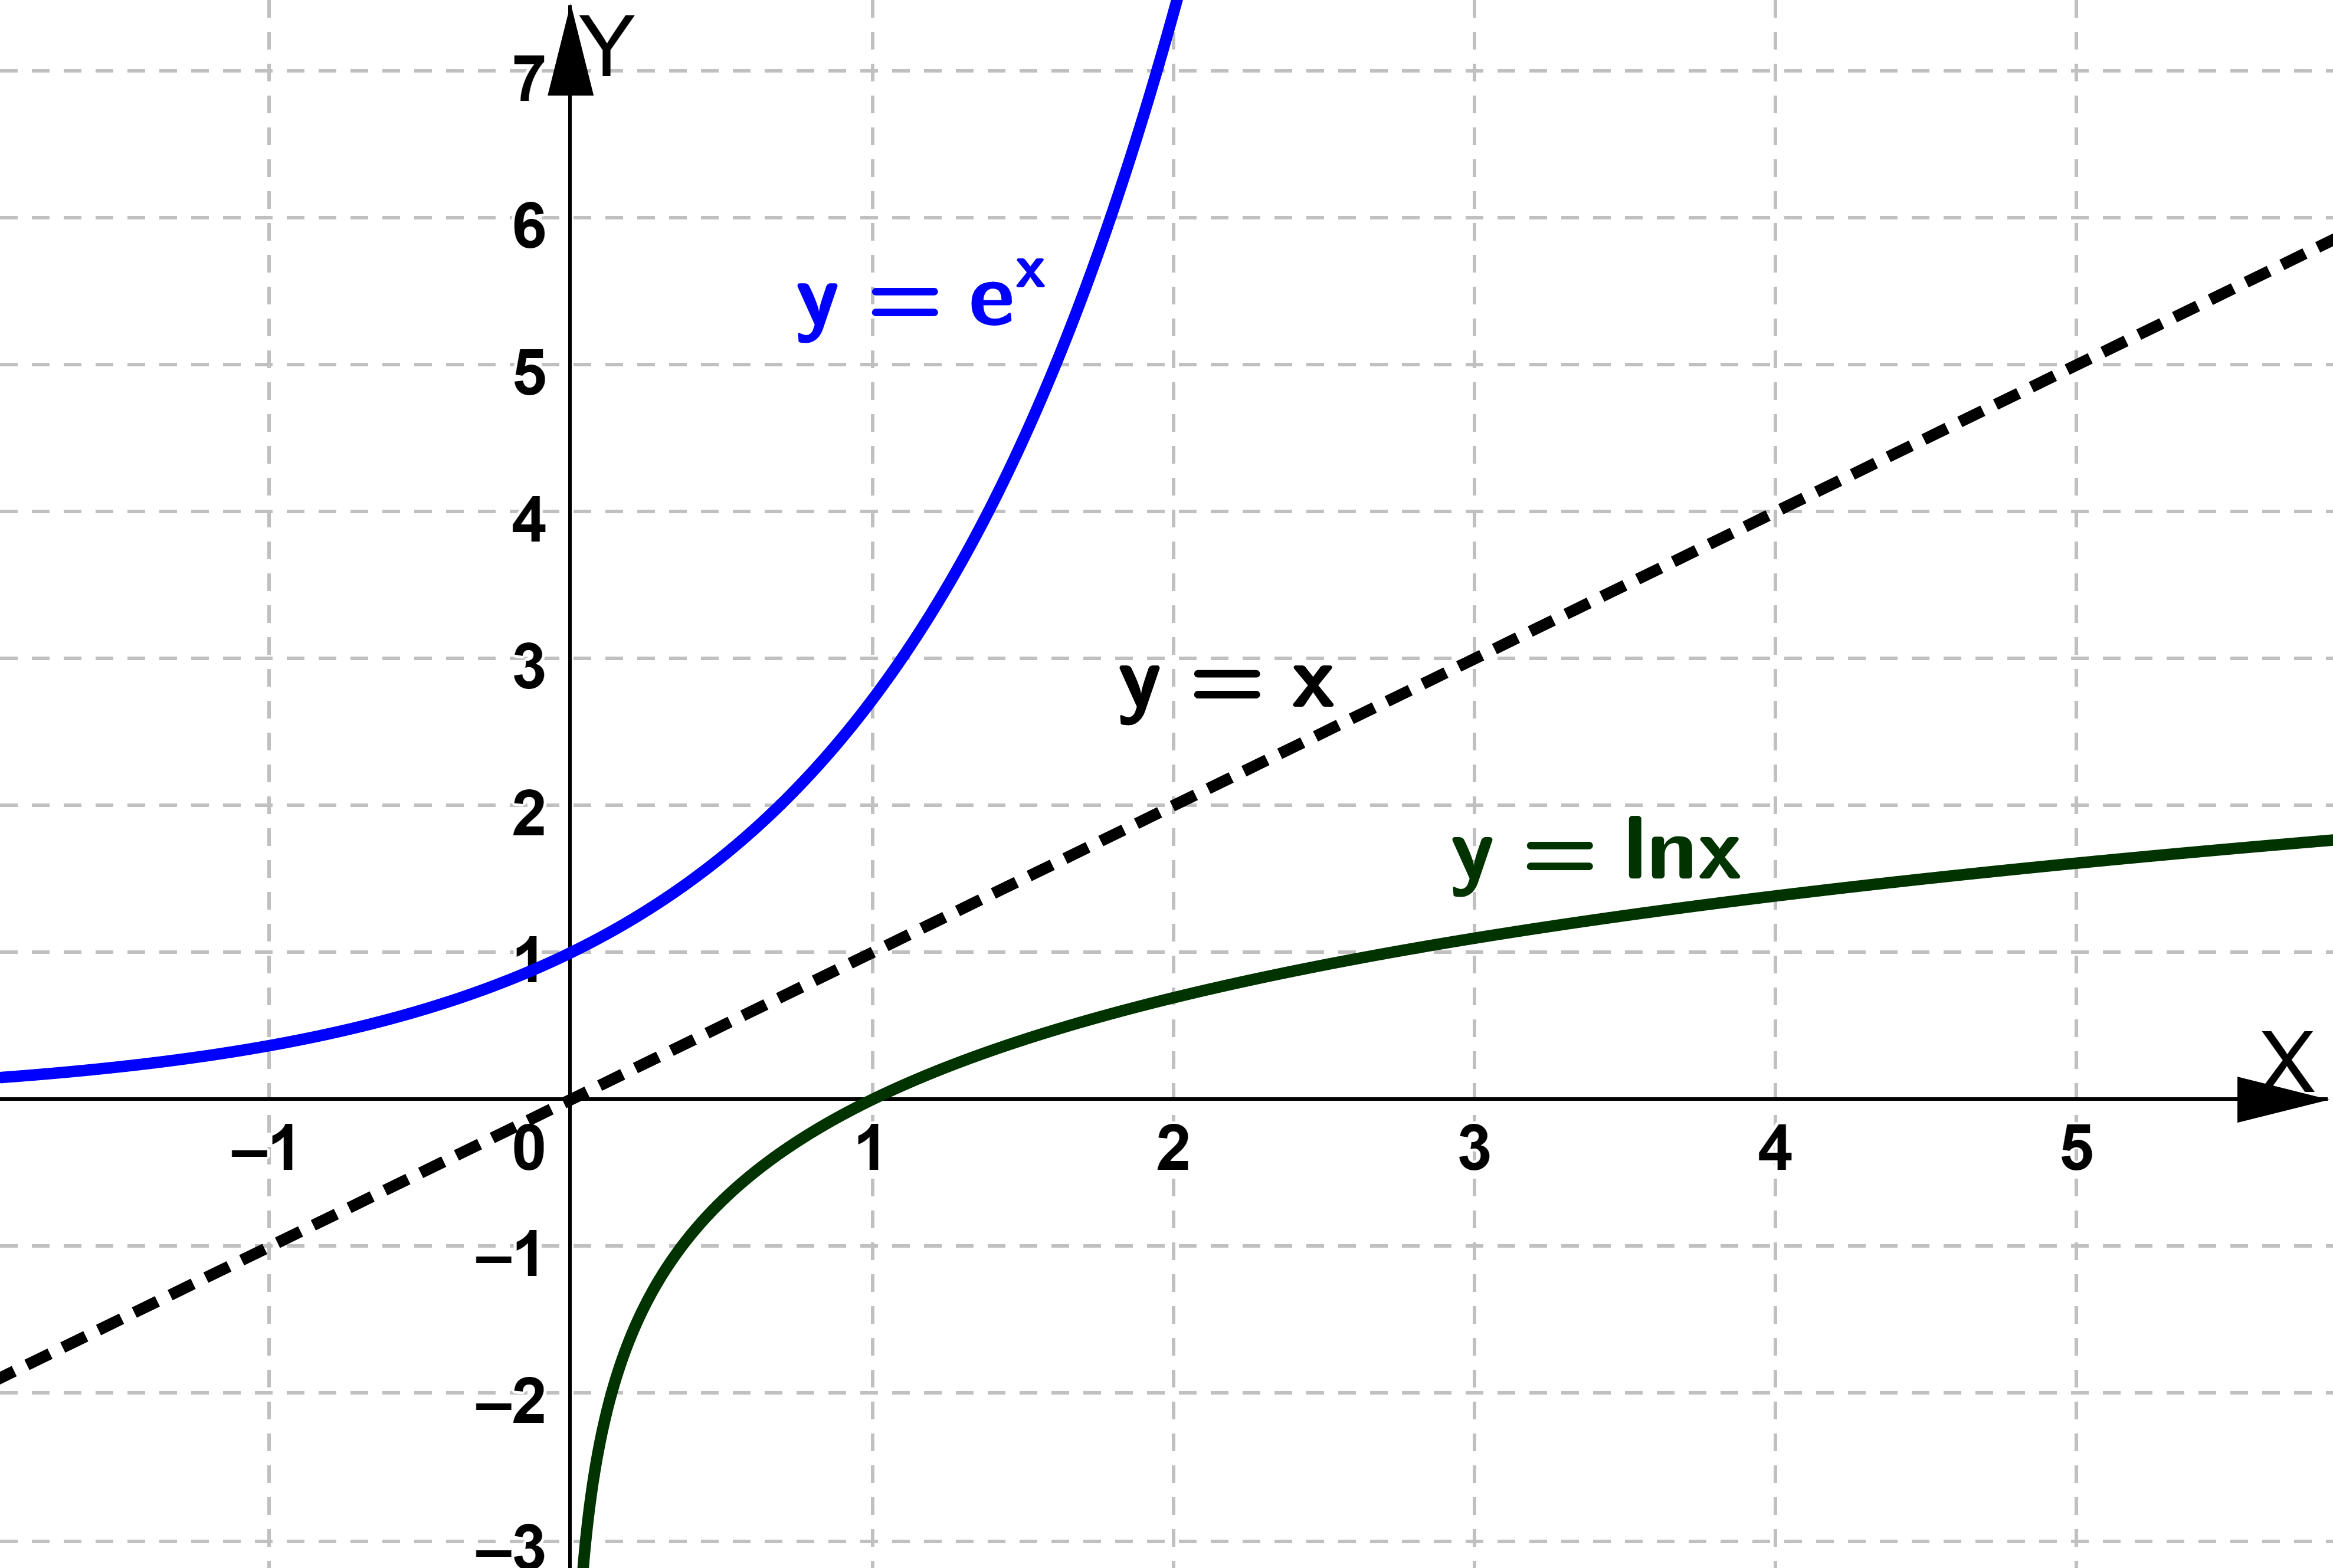 Y
7
6
y = e^x
5
4
3
y = x
2
y = lnx
1
X
–1 0 1 2 3 4 5
–1
–2
–3